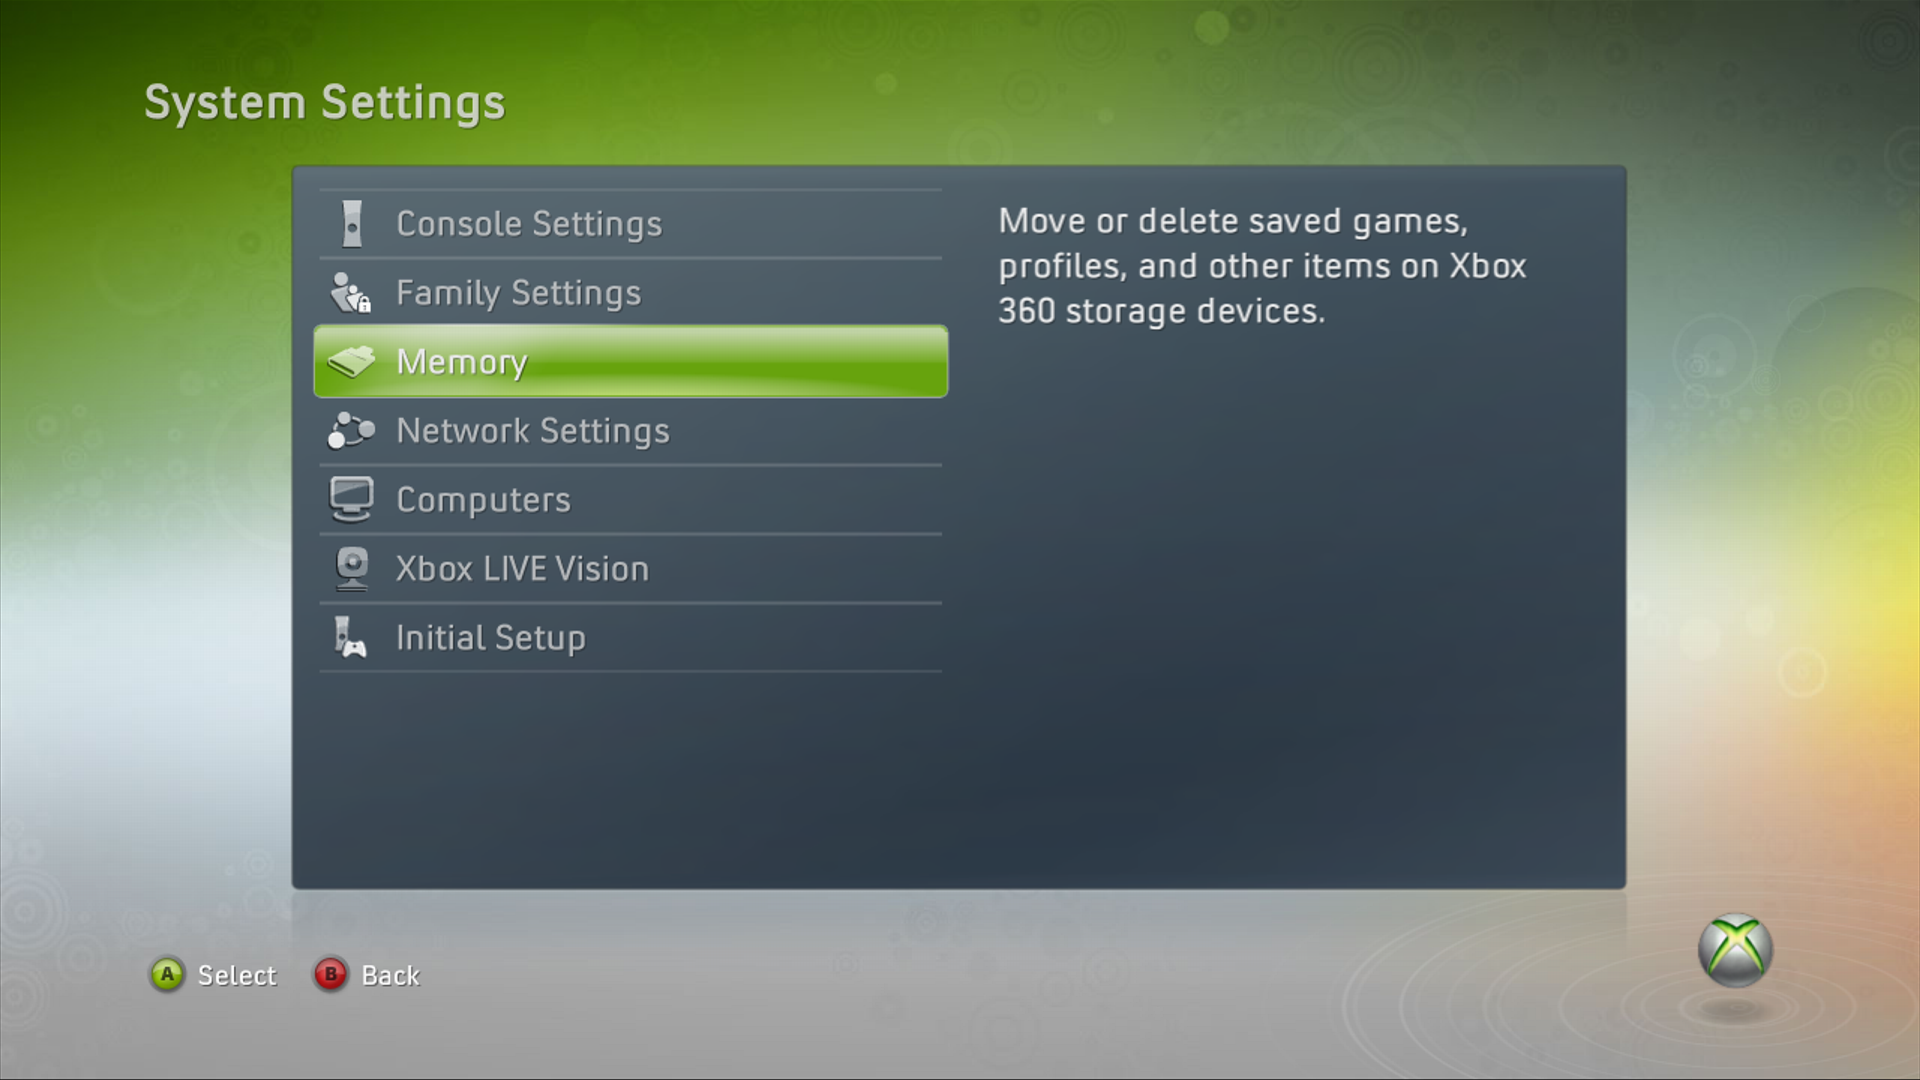 System Settings
Console Settings
Family Settings
Memory
Network Settings
Computers
Xbox LIVE Vision
Initial Setup
Move or delete saved games,
profiles, and other items on Xbox
360 storage devices.
A Select B Back